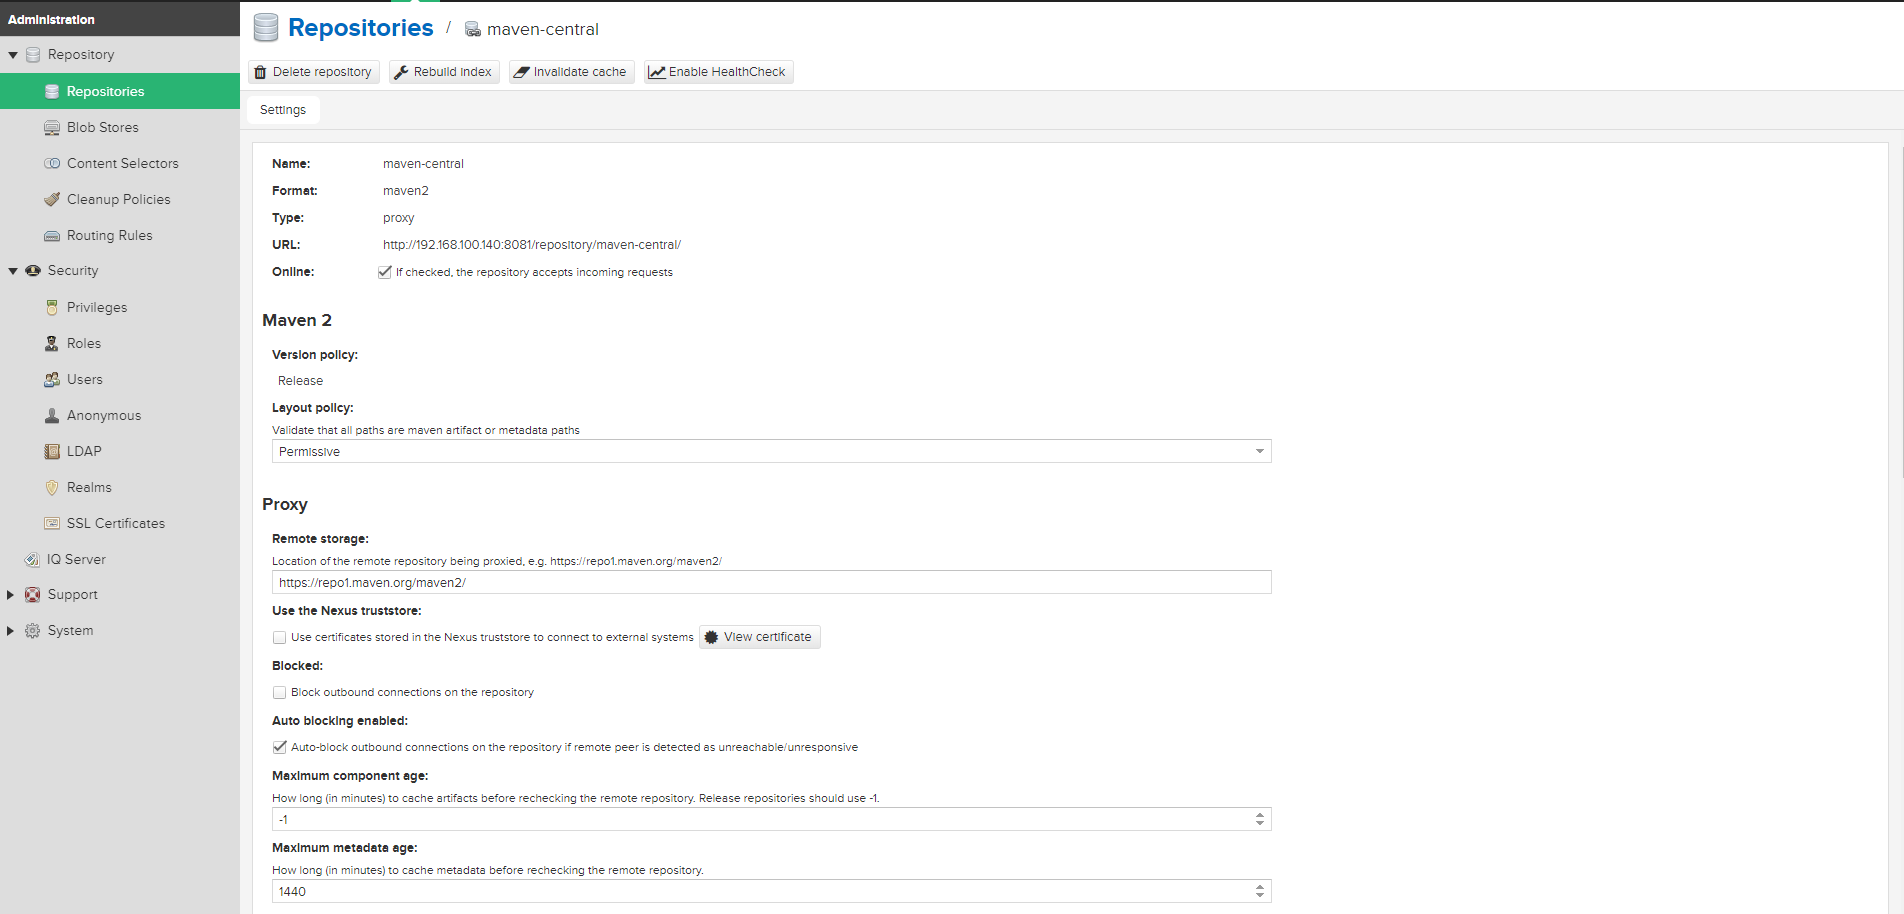 Administration
Repository
Repositories
Blob Stores
Content Selectors
Cleanup Policies
Routing Rules
Security
Privileges
Roles
Users
Anonymous
LDAP
Realms
SSL Certificates
IQ Server
Support
System
Repositories / maven-central
Delete repository Rebuild Index Invalidate cache Enable HealthCheck
Settings
Name: maven-central
Format: maven2
Type: proxy
URL: http://192.168.100.140:8081/repository/maven-central/
Online: If checked, the repository accepts incoming requests
Maven 2
Version policy:
Release
Layout policy:
Validate that all paths are maven artifact or metadata paths
Permissive
Proxy
Remote storage:
Location of the remote repository being proxied, e.g. https://repo1.maven.org/maven2/
https://repo1.maven.org/maven2/
Use the Nexus truststore:
Use certificates stored in the Nexus truststore to connect to external systems View certificate
Blocked:
Block outbound connections on the repository
Auto blocking enabled:
Auto-block outbound connections on the repository if remote peer is detected as unreachable/unresponsive
Maximum component age:
How long (in minutes) to cache artifacts before rechecking the remote repository. Release repositories should use -1.
-1
Maximum metadata age:
How long (in minutes) to cache metadata before rechecking the remote repository.
1440